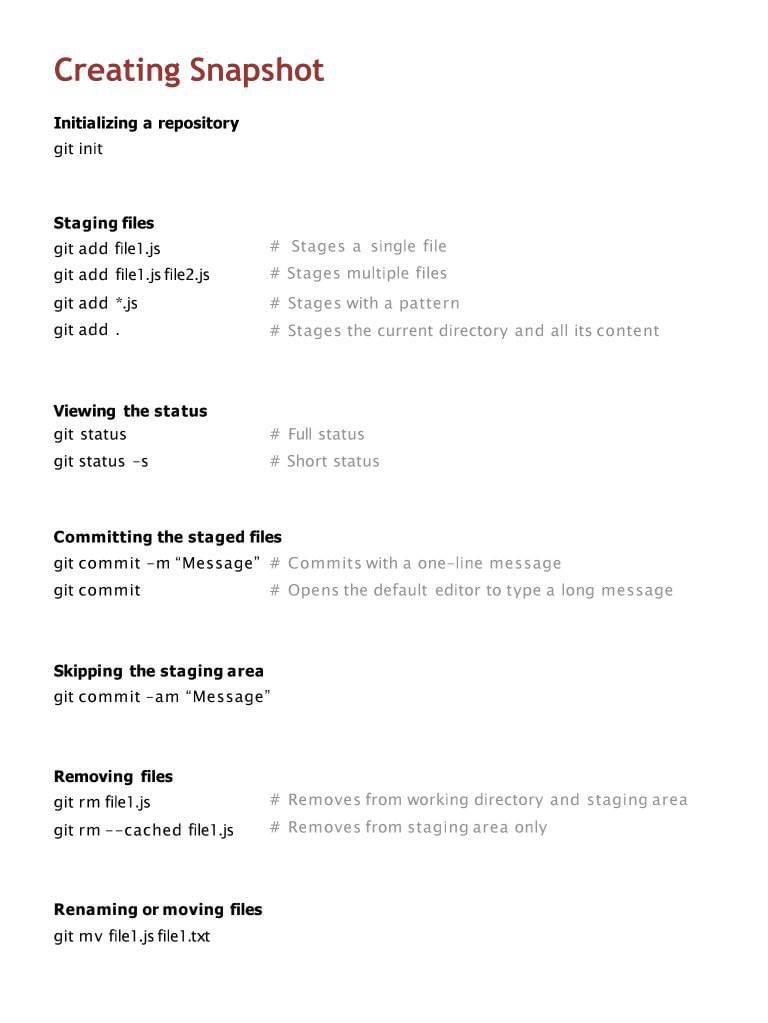 Creating Snapshot
Initializing a repository
git init
Staging files
git add file1.js # Stages a single file
git add file1.js file2.js # Stages multiple files
git add *.js # Stages with a pattern
git add . # Stages the current directory and all its content
Viewing the status
git status # Full status
git status -s # Short status
Committing the staged files
git commit -m “Message” # Commits with a one-line message
git commit # Opens the default editor to type a long message
Skipping the staging area
git commit -am “Message”
Removing files
git rm file1.js # Removes from working directory and staging area
git rm --cached file1.js # Removes from staging area only
Renaming or moving files
git mv file1.js file1.txt